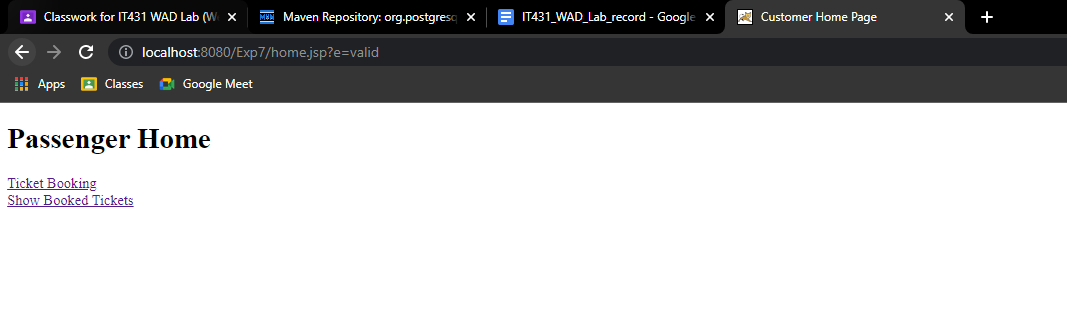 Classwork for IT431 WAD Lab (W
Maven Repository: org.postgresq
IT431_WAD_Lab_record - Google
Customer Home Page
localhost:8080/Exp7/home.jsp?e=valid
Apps Classes Google Meet
Passenger Home
Ticket Booking
Show Booked Tickets